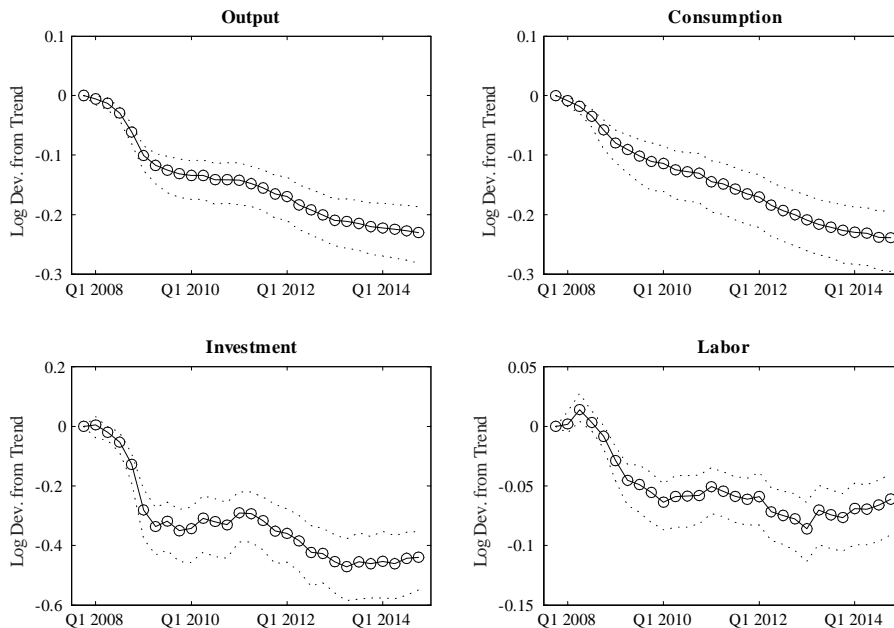 Output
0.1
0
-0.1
-0.2
-0.3
Log Dev. from Trend
Q1 2008 Q1 2010 Q1 2012 Q1 2014
Consumption
0.1
0
-0.1
-0.2
-0.3
Log Dev. from Trend
Q1 2008 Q1 2010 Q1 2012 Q1 2014
Investment
0.2
0
-0.2
-0.4
-0.6
Log Dev. from Trend
Q1 2008 Q1 2010 Q1 2012 Q1 2014
Labor
0.05
0
-0.05
-0.1
-0.15
Log Dev. from Trend
Q1 2008 Q1 2010 Q1 2012 Q1 2014